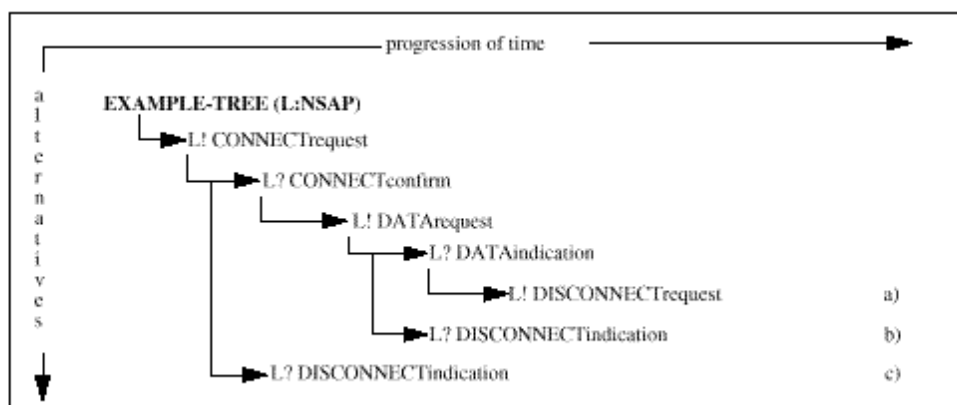 progression of time
alternatives
EXAMPLE-TREE (L:NSAP)
L! CONNECTrequest
L? CONNECTconfirm
L! DATArequest
L? DATAindication
L! DISCONNECTrequest a)
L? DISCONNECTindication b)
L? DISCONNECTindication c)